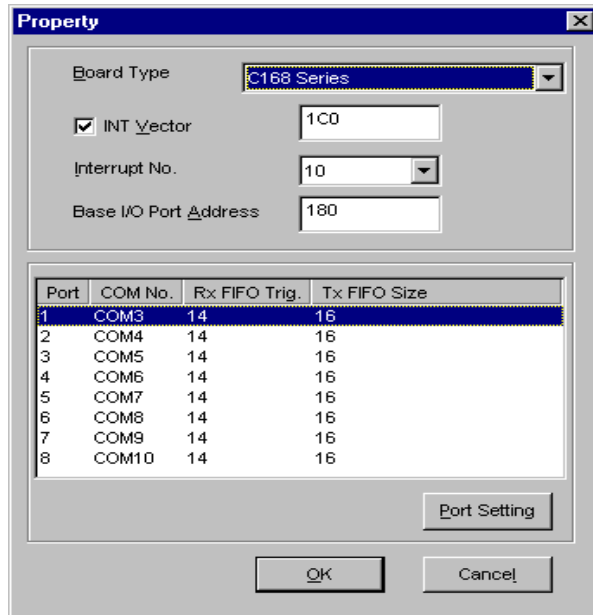 Property
Board Type C168 Series
INT Vector 1C0
Interrupt No. 10
Base I/O Port Address 180
Port COM No. Rx FIFO Trig. Tx FIFO Size
1 COM3 14 16
2 COM4 14 16
3 COM5 14 16
4 COM6 14 16
5 COM7 14 16
6 COM8 14 16
7 COM9 14 16
8 COM10 14 16
Port Setting
OK Cancel